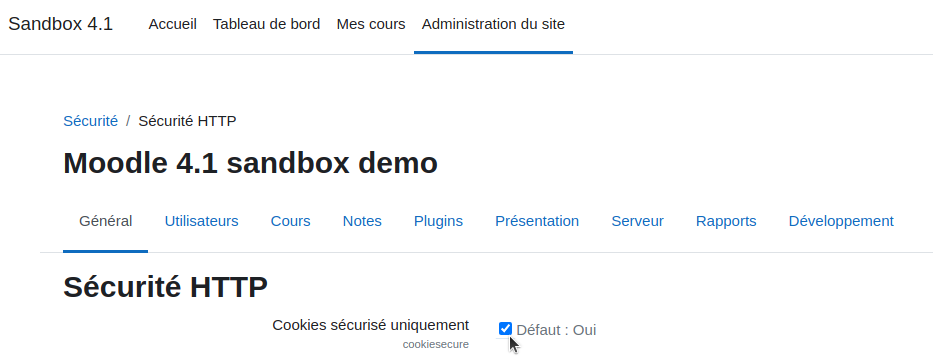 Sandbox 4.1 Accueil Tableau de bord Mes cours Administration du site
Sécurité / Sécurité HTTP
Moodle 4.1 sandbox demo
Général Utilisateurs Cours Notes Plugins Présentation Serveur Rapports Développement
Sécurité HTTP
Cookies sécurisé uniquement Défaut : Oui
cookiesecure